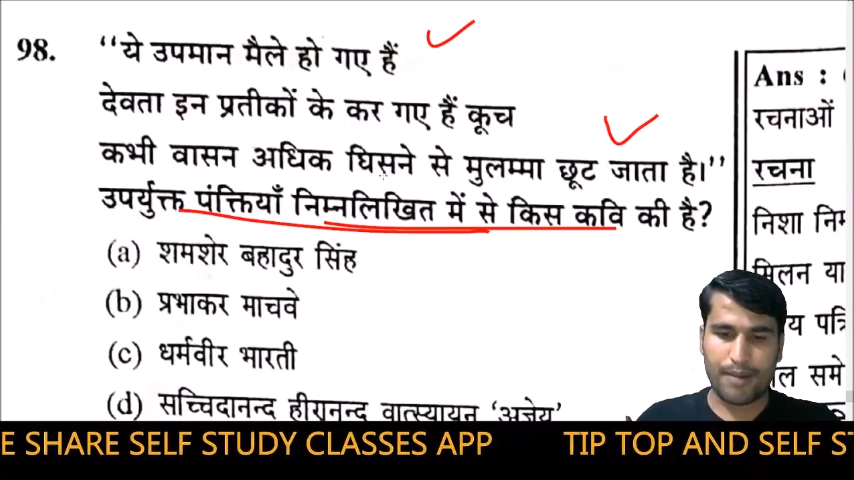 98. ‘‘ये उपमान मैले हो गए हैं
देवता इन प्रतीकों के कर गए हैं कूच
कभी वासन अधिक घिसने से मुलम्मा छूट जाता है।’’
उपर्युक्त पंक्तियाँ निम्नलिखित में से किस कवि की है?
(a) शमशेर बहादुर सिंह
(b) प्रभाकर माचवे
(c) धर्मवीर भारती
(d) सच्चिदानन्द हीरानन्द वात्स्यायन ‘अज्ञेय’
Ans :
रचनाओं
रचना
निशा
मिलन
समे
E SHARE SELF STUDY CLASSES APP TIP TOP AND SELF